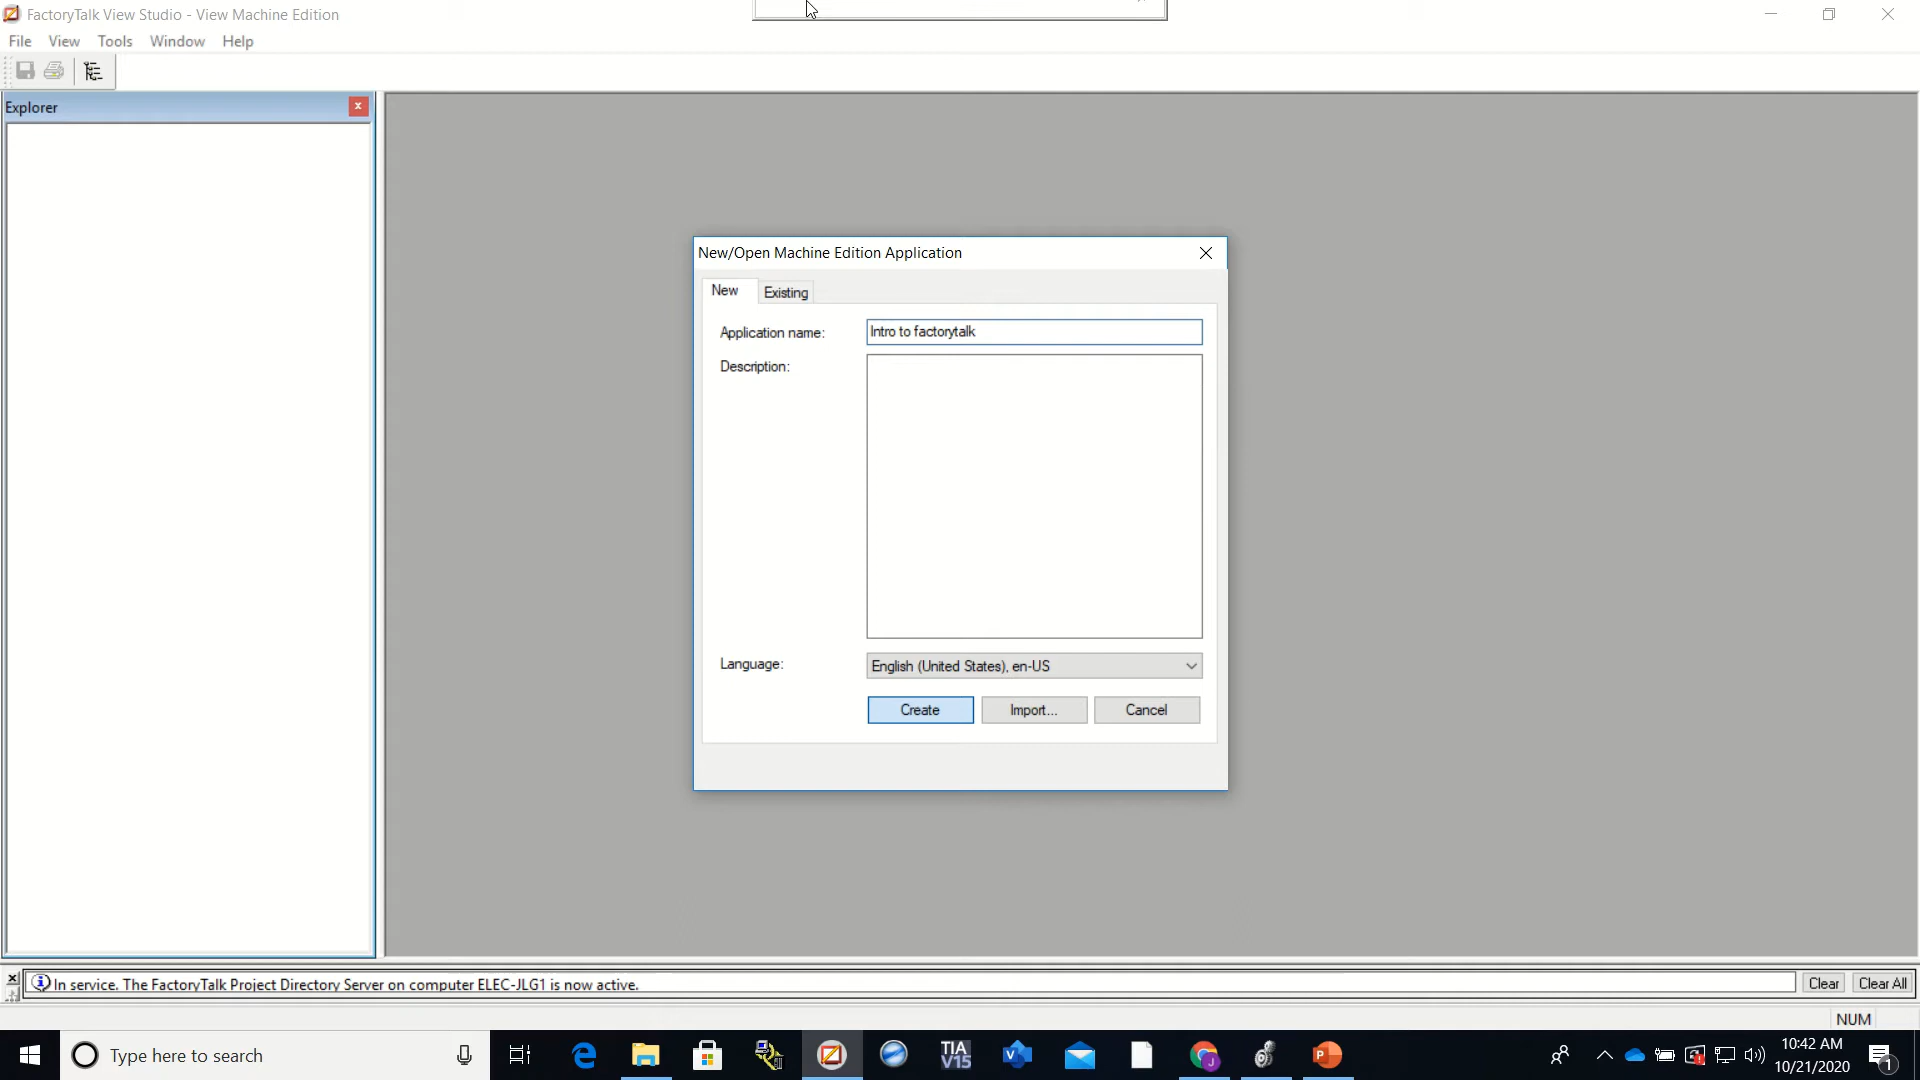 FactoryTalk View Studio - View Machine Edition
File View Tools Window Help
Explorer
New/Open Machine Edition Application
New Existing
Application name: Intro to factorytalk
Description:
Language: English (United States), en-US
Create Import... Cancel
In service. The FactoryTalk Project Directory Server on computer ELEC-JLG1 is now active.
Clear Clear All
NUM
Type here to search
TIA
V15
10:42 AM
10/21/2020
1